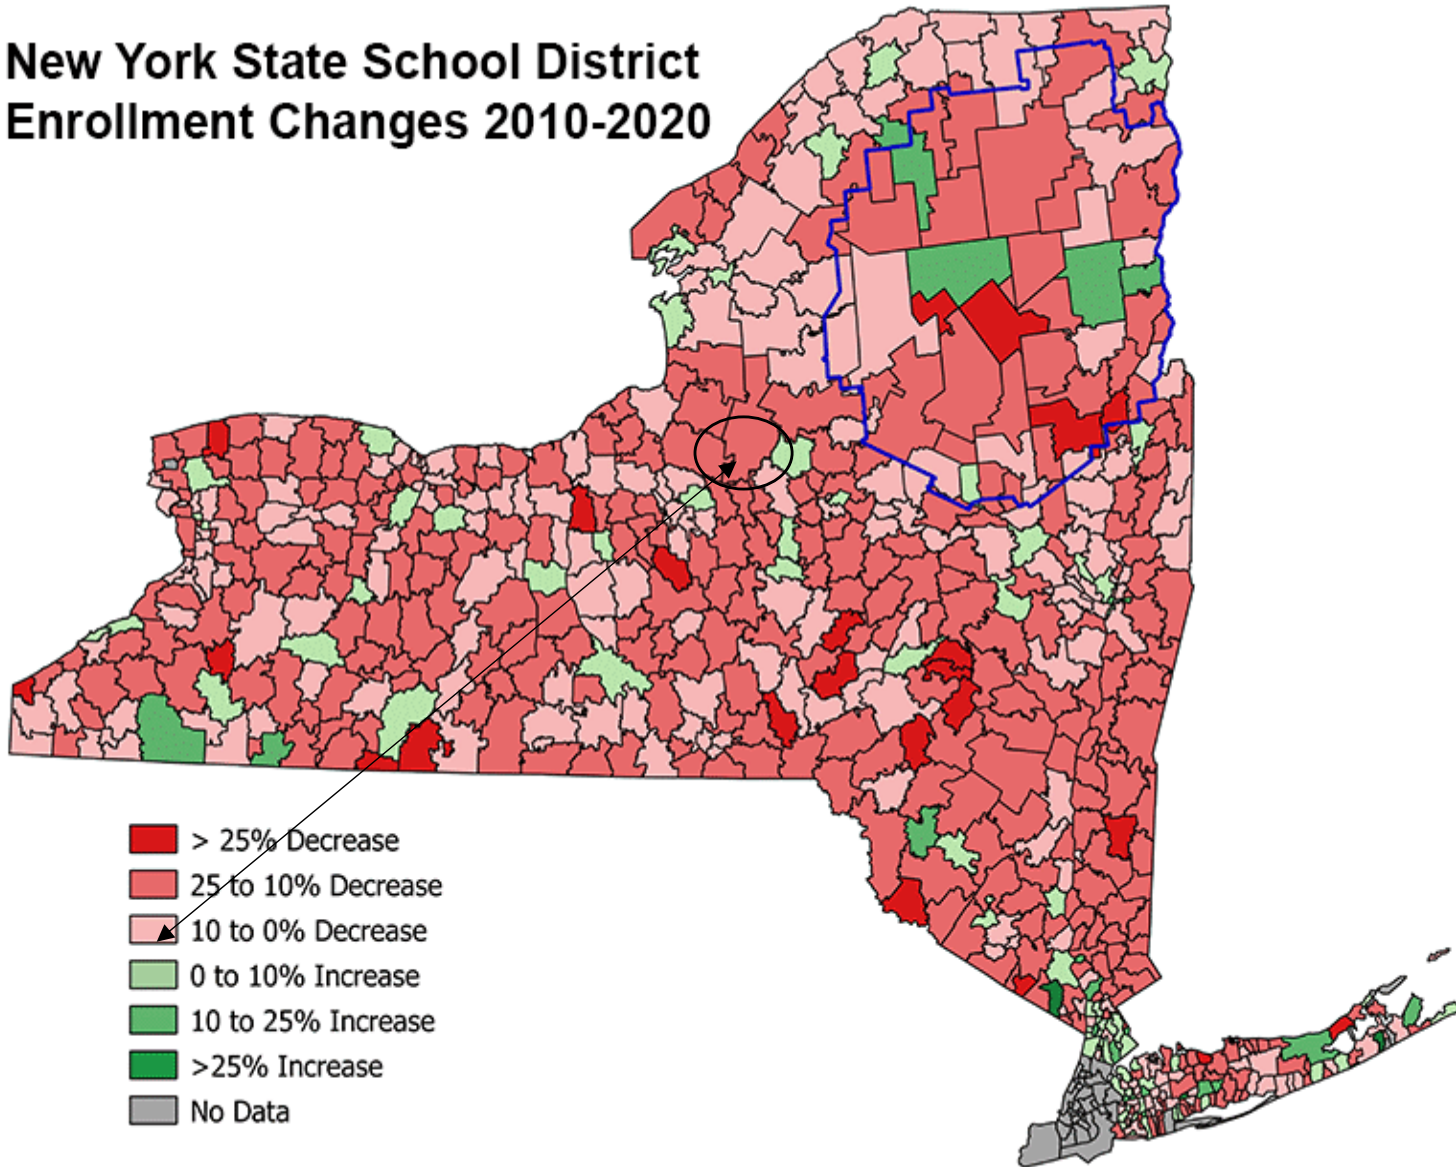 New York State School District
Enrollment Changes 2010-2020
> 25% Decrease
25 to 10% Decrease
10 to 0% Decrease
0 to 10% Increase
10 to 25% Increase
>25% Increase
No Data